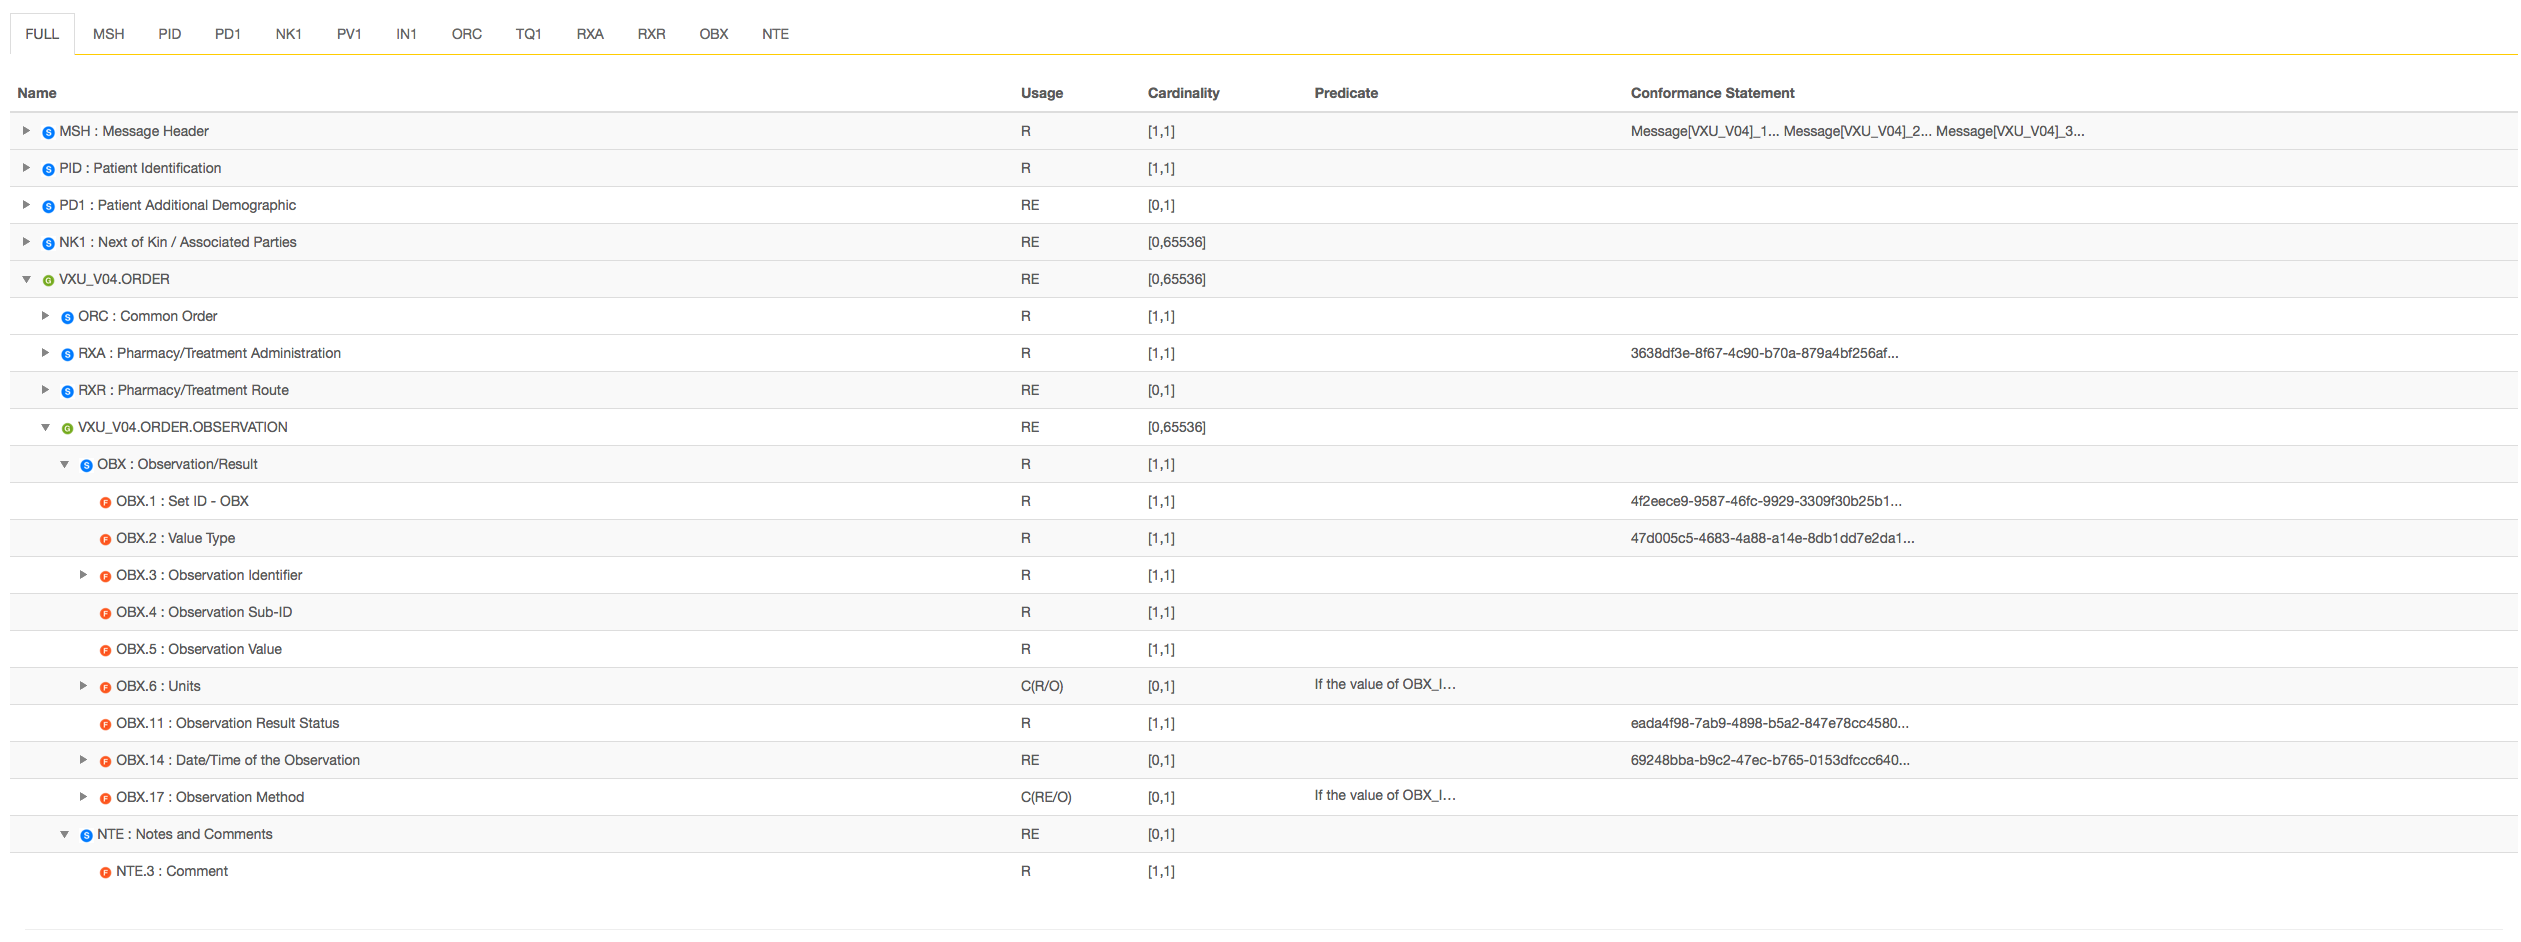 FULL MSH PID PD1 NK1 PV1 IN1 ORC TQ1 RXA RXR OBX NTE
Name Usage Cardinality Predicate Conformance Statement
S MSH : Message Header R [1,1] Message[VXU_V04]_1... Message[VXU_V04]_2... Message[VXU_V04]_3...
S PID : Patient Identification R [1,1]
S PD1 : Patient Additional Demographic RE [0,1]
S NK1 : Next of Kin / Associated Parties RE [0,65536]
G VXU_V04.ORDER RE [0,65536]
S ORC : Common Order R [1,1]
S RXA : Pharmacy/Treatment Administration R [1,1] 3638df3e-8f67-4c90-b70a-879a4bf256af...
S RXR : Pharmacy/Treatment Route RE [0,1]
G VXU_V04.ORDER.OBSERVATION RE [0,65536]
S OBX : Observation/Result R [1,1]
F OBX.1 : Set ID - OBX R [1,1] 4f2eece9-9587-46fc-9929-3309f30b25b1...
F OBX.2 : Value Type R [1,1] 47d005c5-4683-4a88-a14e-8db1dd7e2da1...
F OBX.3 : Observation Identifier R [1,1]
F OBX.4 : Observation Sub-ID R [1,1]
F OBX.5 : Observation Value R [1,1]
F OBX.6 : Units C(R/O) [0,1] If the value of OBX_I...
F OBX.11 : Observation Result Status R [1,1] eada4f98-7ab9-4898-b5a2-847e78cc4580...
F OBX.14 : Date/Time of the Observation RE [0,1] 69248bba-b9c2-47ec-b765-0153dfccc640...
F OBX.17 : Observation Method C(RE/O) [0,1] If the value of OBX_I...
S NTE : Notes and Comments RE [0,1]
F NTE.3 : Comment R [1,1]